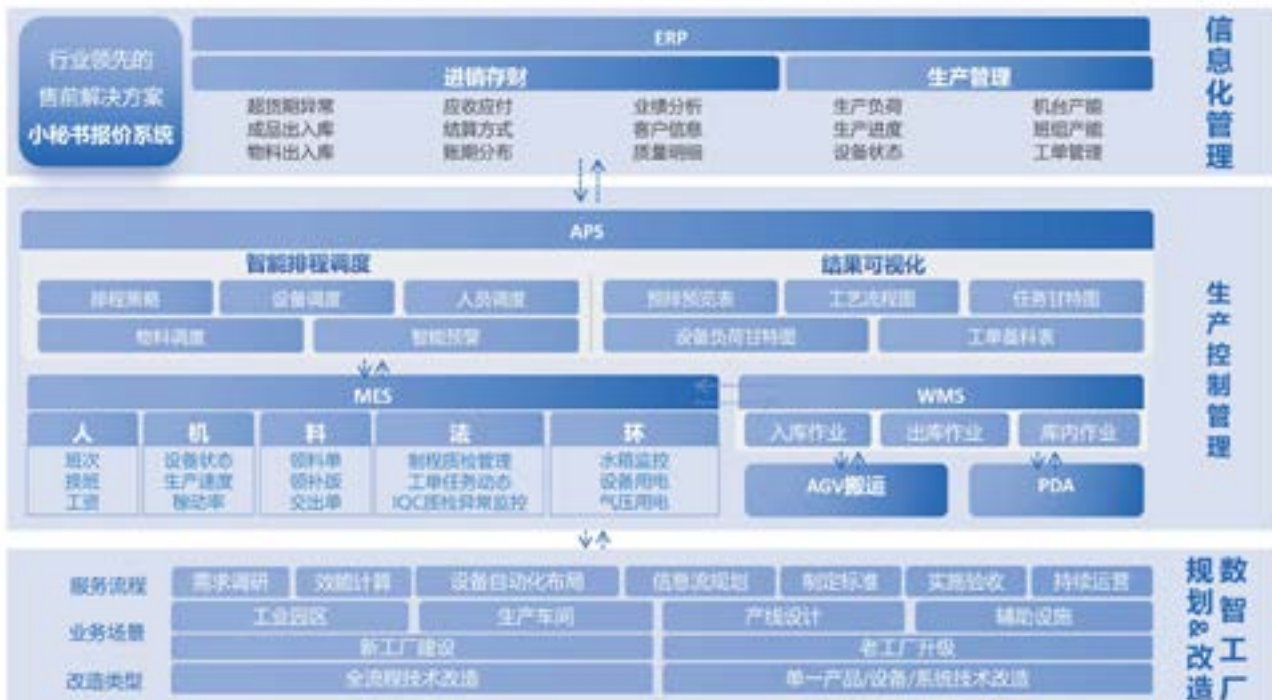 行业领先的
售前解决方案
小秘书报价系统
ERP
进销存财
生产管理
超货期异常 应收应付 业绩分析 生产负荷 机台产能
成品出入库 结算方式 客户信息 生产进度 班组产能
物料出入库 账期分布 质量明细 设备状态 工单管理
信息化管理
APS
智能排程调度
结果可视化
排程策略 设备调度 人员调度 预排预览表 工艺流程图 任务甘特图
物料调度 智能预警 设备负荷甘特图 工单备料表
MES
WMS
人 机 料 法 环
入库作业 出库作业 库内作业
班次 设备状态 领料单 制程质检管理 水箱监控
换班 生产速度 领补版 工单任务动态 设备用电
工资 稼动率 交出单 IQC质检异常监控 气压用电
AGV搬运 PDA
生产控制管理
服务流程 需求调研 效能计算 设备自动化布局 信息流规划 制定标准 实施验收 持续运营
业务场景 工业园区 生产车间 产线设计 辅助设施
新工厂建设 老工厂升级
改造类型 全流程技术改造 单一产品/设备/系统技术改造
数智工厂
规划&改造